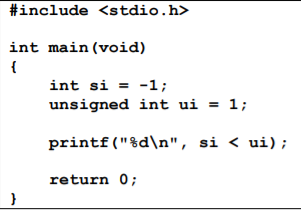 #include <stdio.h>
int main(void)
{
int si = -1;
unsigned int ui = 1;
printf("%d\n", si < ui);
return 0;
}